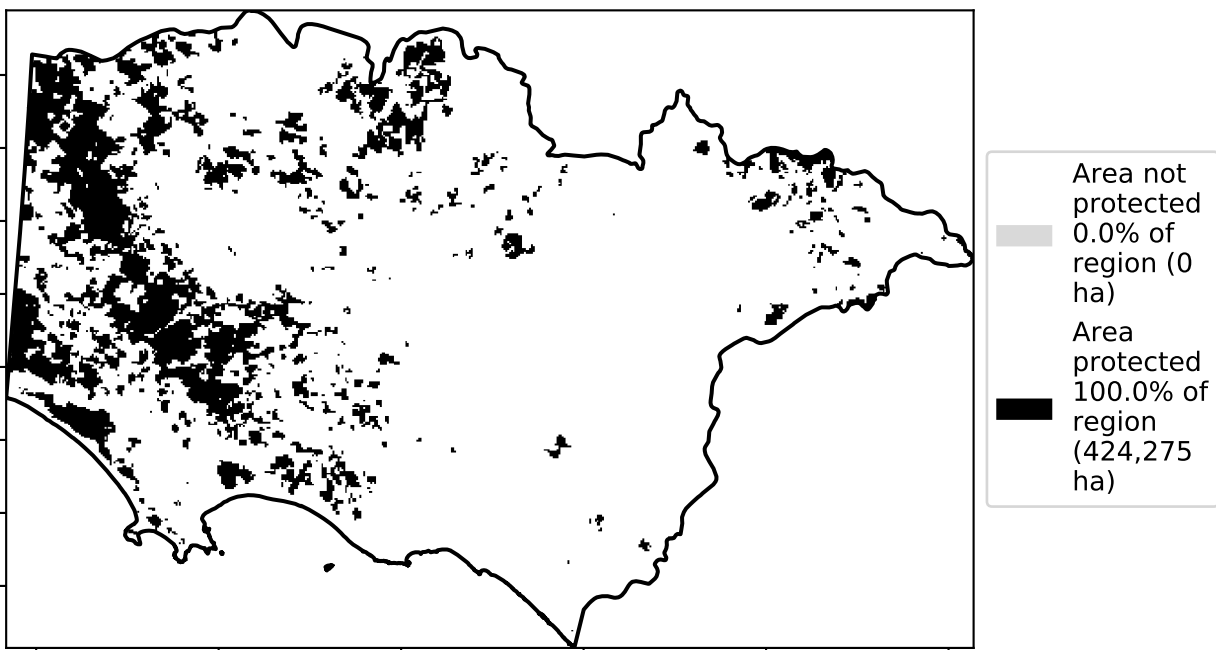 Area not
protected
0.0% of
region (0
ha)
Area
protected
100.0% of
region
(424,275
ha)